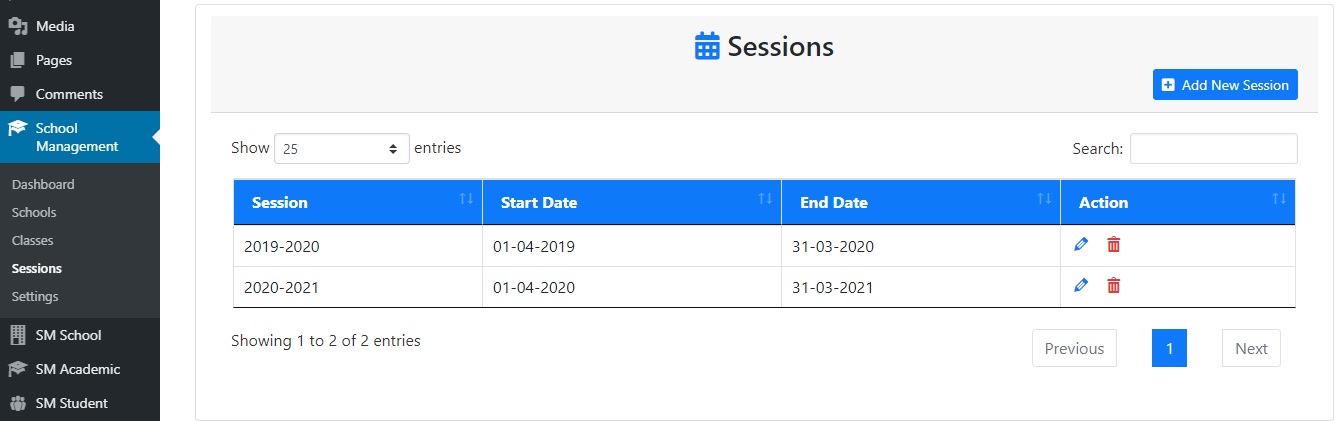 Media
Pages
Comments
School
Management
Dashboard
Schools
Classes
Sessions
Settings
SM School
SM Academic
SM Student
Sessions
Add New Session
Show 25 entries
Search:
Session Start Date End Date Action
2019-2020 01-04-2019 31-03-2020
2020-2021 01-04-2020 31-03-2021
Showing 1 to 2 of 2 entries
Previous 1 Next